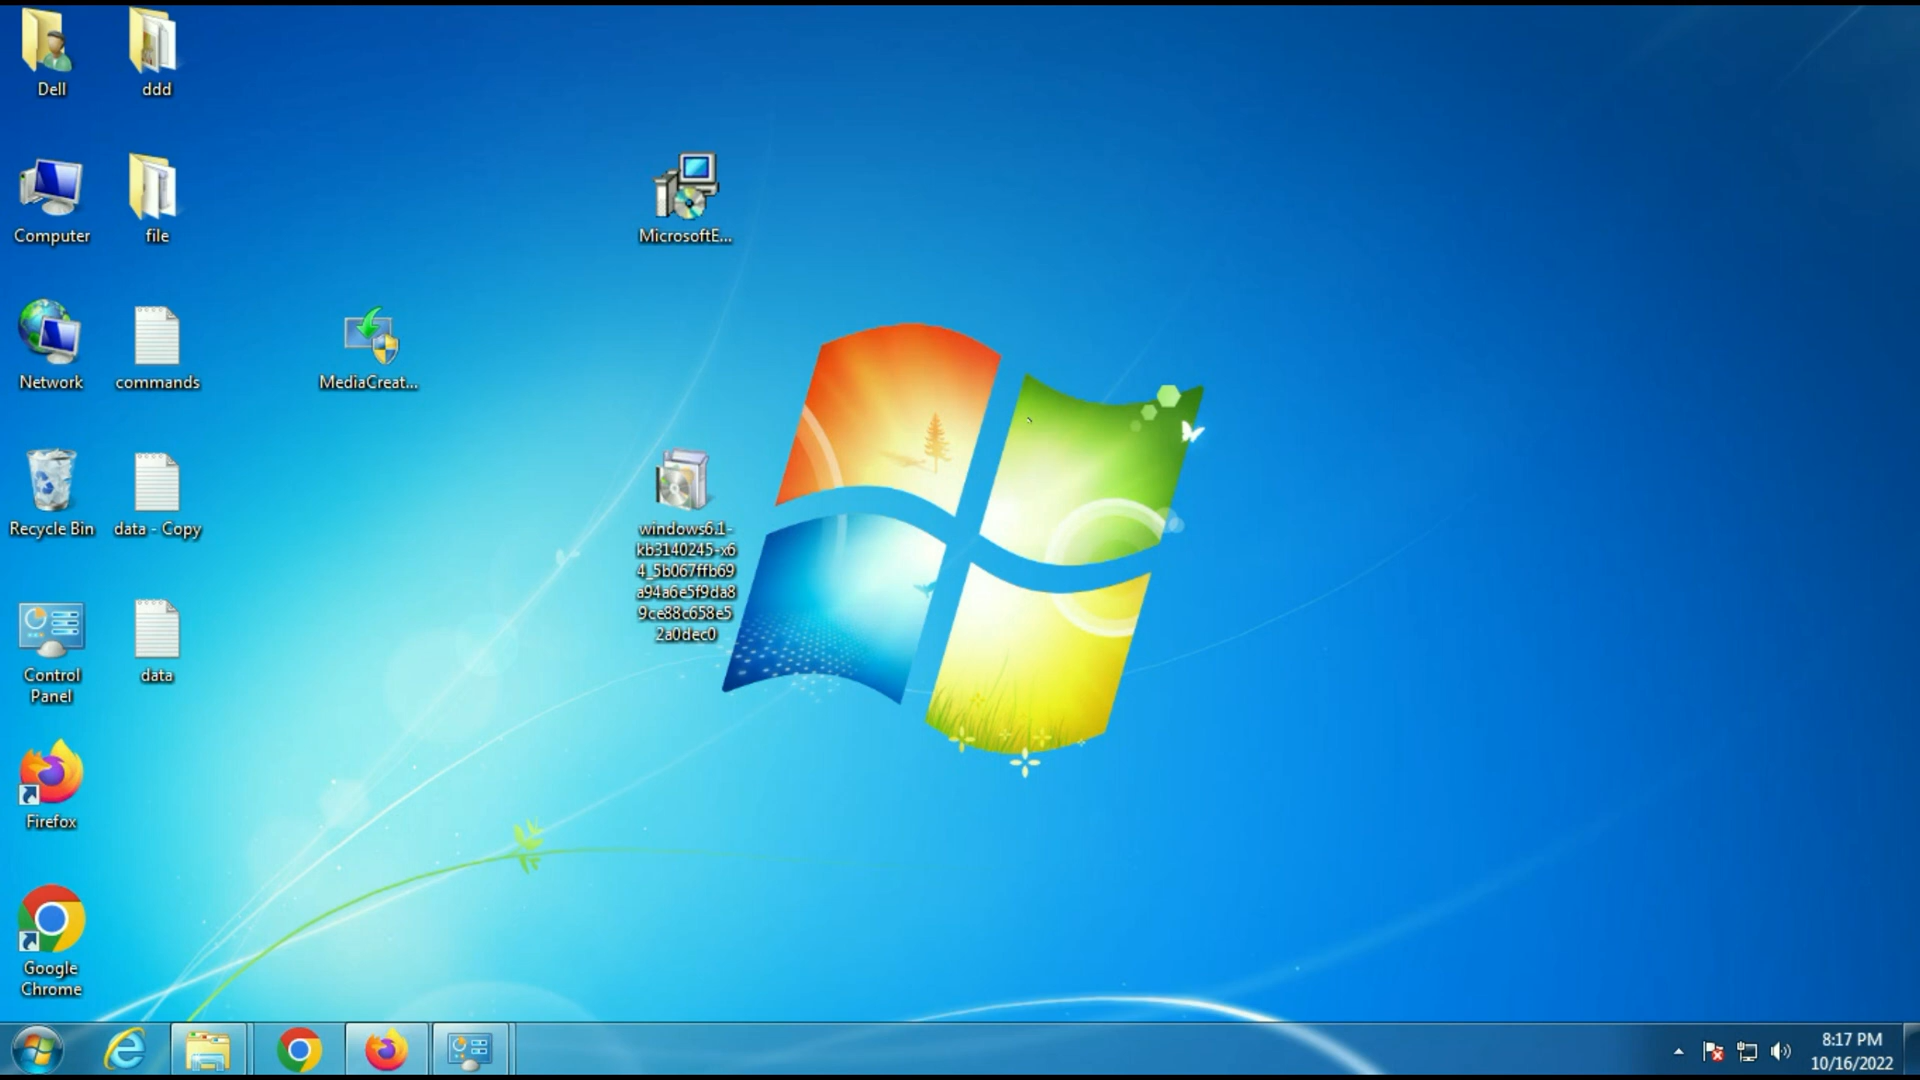 Dell
ddd
Computer
file
MicrosoftE...
Network
commands
MediaCreat...
Recycle Bin
data - Copy
windows6.1-
kb3140245-x6
4_5b067ffb69
a94a6e5f9da8
9ce88c658e5
2a0dec0
Control
Panel
data
Firefox
Google
Chrome
8:17 PM
10/16/2022